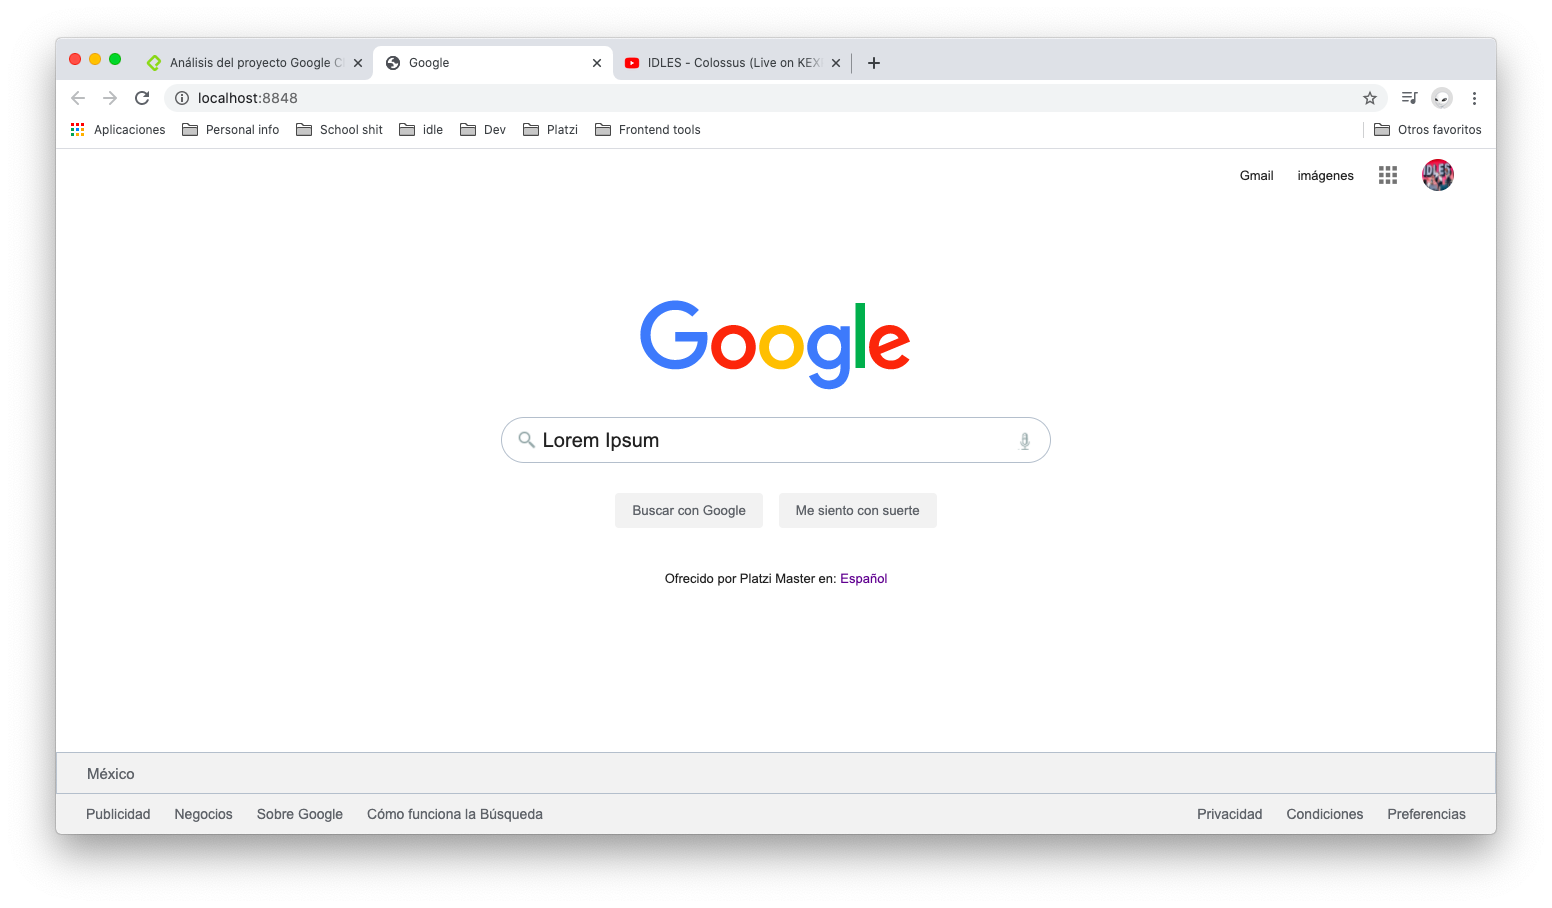 Análisis del proyecto Google C
Google
IDLES - Colossus (Live on KEX
localhost:8848
Aplicaciones
Personal info
School shit
idle
Dev
Platzi
Frontend tools
Otros favoritos
Gmail
imágenes
IDLES
Google
Lorem Ipsum
Buscar con Google
Me siento con suerte
Ofrecido por Platzi Master en: Español
México
Publicidad
Negocios
Sobre Google
Cómo funciona la Búsqueda
Privacidad
Condiciones
Preferencias